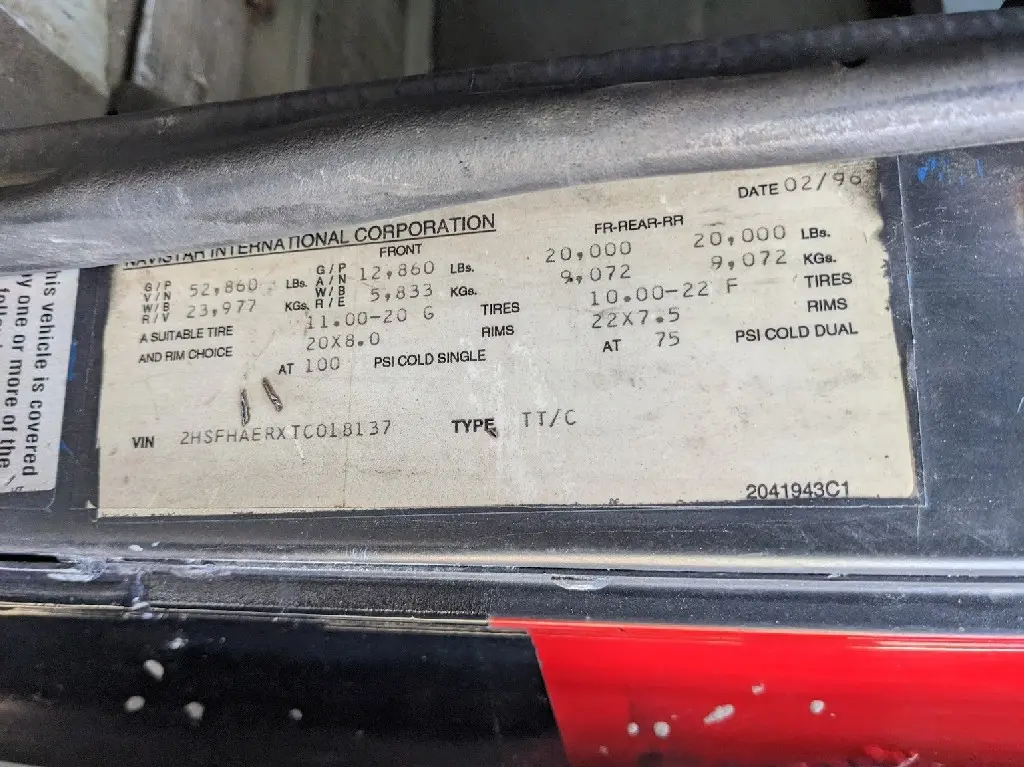 NAVISTAR INTERNATIONAL CORPORATION
DATE 02/96
FRONT
FR-REAR-RR
G/P V/N W/B R/V 52,860 LBs. 23,977 KGs.
G/P A/N W/B R/E 12,860 LBs. 5,833 KGs.
20,000 20,000 LBs.
9,072 9,072 KGs.
A SUITABLE TIRE AND RIM CHOICE
11.00-20 G TIRES 10.00-22 F TIRES
20X8.0 RIMS 22X7.5 RIMS
AT 100 PSI COLD SINGLE AT 75 PSI COLD DUAL
VIN 2HSFHAERXTC018137 TYPE TT/C
2041943C1
his vehicle is covered
y one or more of the